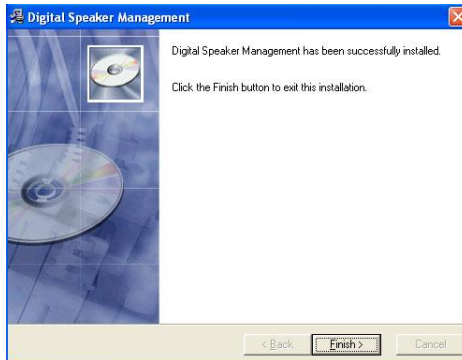 Digital Speaker Management
Digital Speaker Management has been successfully installed.
Click the Finish button to exit this installation.
< Back
Finish >
Cancel